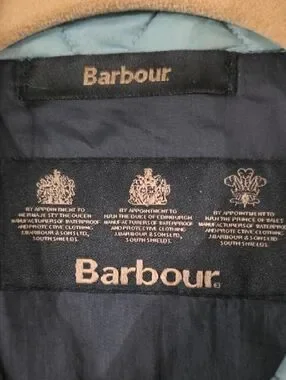 Barbour
BY APPOINTMENT TO
HER MAJESTY THE QUEEN
MANUFACTURERS OF WATERPROOF
AND PROTECTIVE CLOTHING
J.BARBOUR & SONS LTD,
SOUTH SHIELDS.
BY APPOINTMENT TO
H.R.H. THE DUKE OF EDINBURGH
MANUFACTURERS OF WATERPROOF
AND PROTECTIVE CLOTHING
J.BARBOUR & SONS LTD,
SOUTH SHIELDS.
BY APPOINTMENT TO
H.R.H. THE PRINCE OF WALES
MANUFACTURERS OF WATERPROOF
AND PROTECTIVE CLOTHING
J.BARBOUR & SONS LTD,
SOUTH SHIELDS.
Barbour®